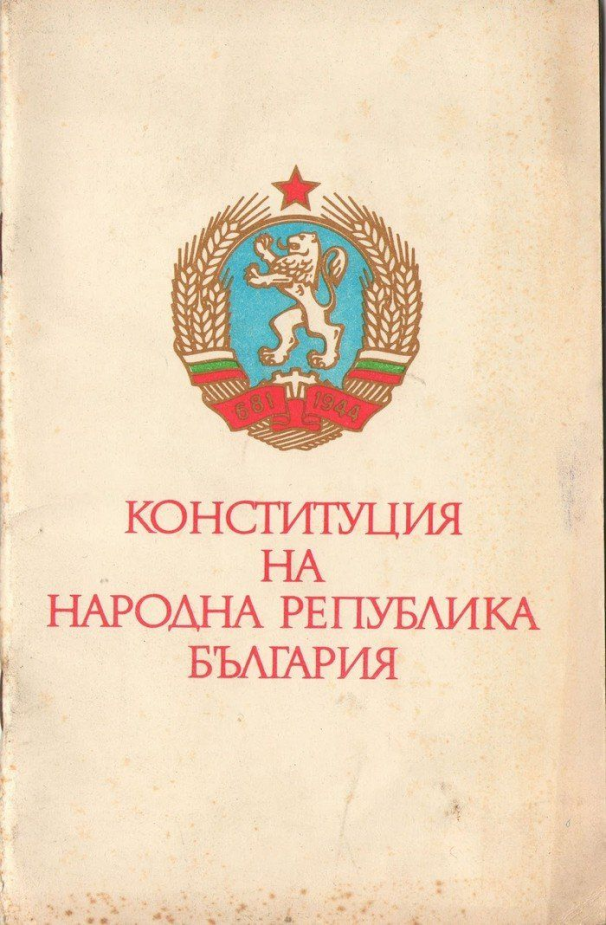 681 1944
КОНСТИТУЦИЯ
НА
НАРОДНА РЕПУБЛИКА
БЪЛГАРИЯ